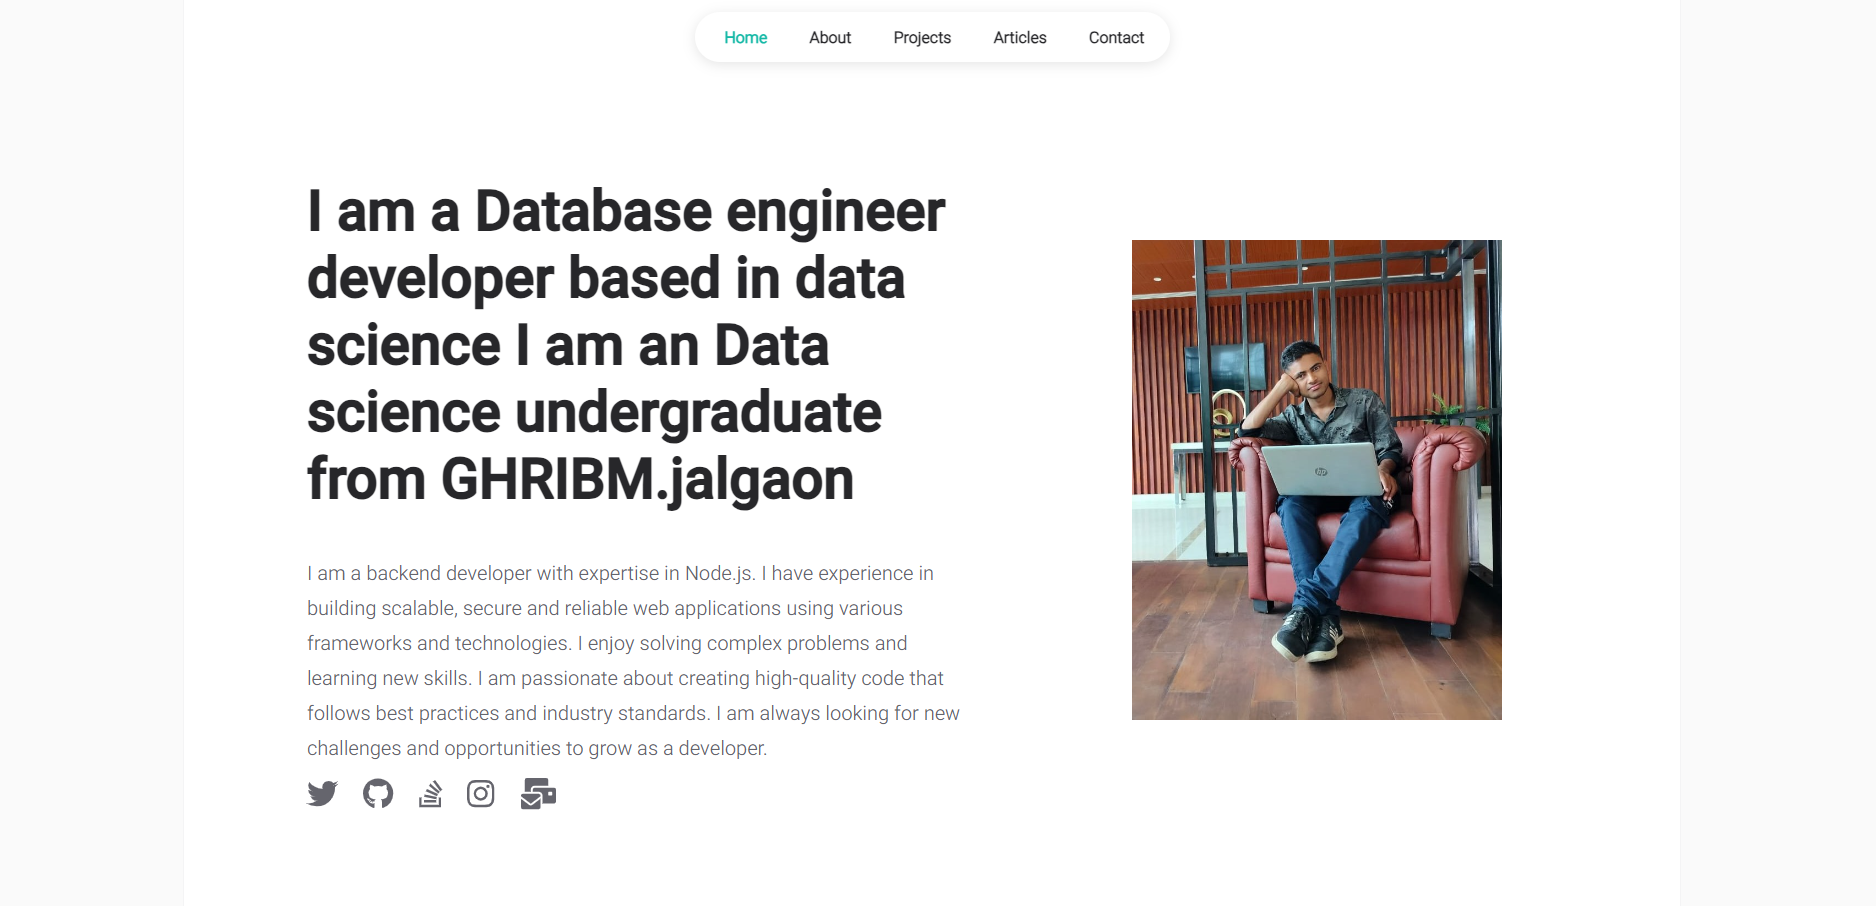 Home About Projects Articles Contact
I am a Database engineer
developer based in data
science I am an Data
science undergraduate
from GHRIBM.jalgaon
I am a backend developer with expertise in Node.js. I have experience in
building scalable, secure and reliable web applications using various
frameworks and technologies. I enjoy solving complex problems and
learning new skills. I am passionate about creating high-quality code that
follows best practices and industry standards. I am always looking for new
challenges and opportunities to grow as a developer.
hp